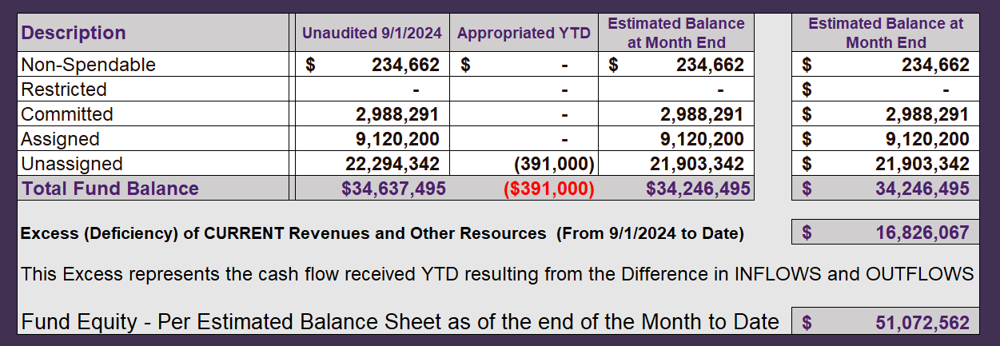 Description Unaudited 9/1/2024 Appropriated YTD Estimated Balance at Month End Estimated Balance at Month End
Non-Spendable $ 234,662 $ - $ 234,662 $ 234,662
Restricted - - - $ -
Committed 2,988,291 - 2,988,291 $ 2,988,291
Assigned 9,120,200 - 9,120,200 $ 9,120,200
Unassigned 22,294,342 (391,000) 21,903,342 $ 21,903,342
Total Fund Balance $34,637,495 ($391,000) $34,246,495 $ 34,246,495
Excess (Deficiency) of CURRENT Revenues and Other Resources (From 9/1/2024 to Date) $ 16,826,067
This Excess represents the cash flow received YTD resulting from the Difference in INFLOWS and OUTFLOWS
Fund Equity - Per Estimated Balance Sheet as of the end of the Month to Date $ 51,072,562